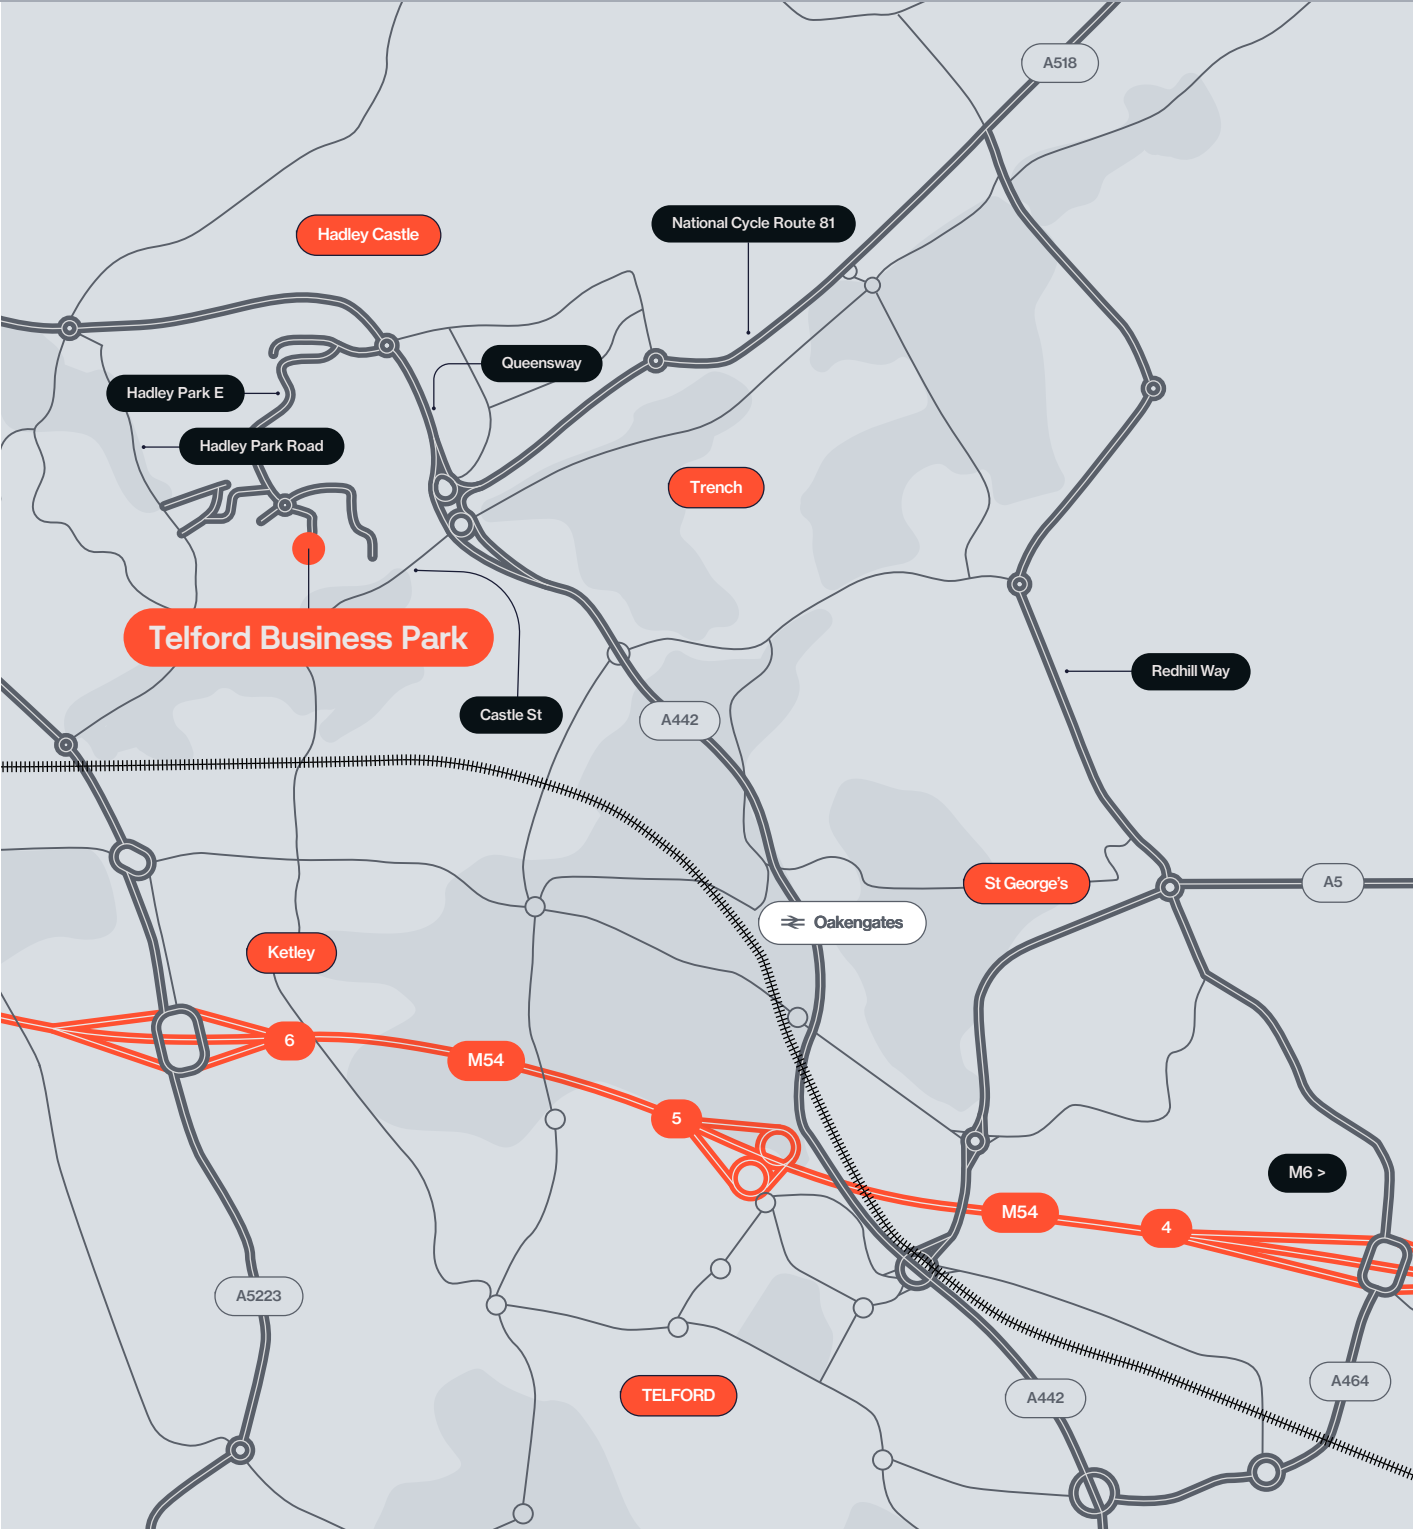 A518
National Cycle Route 81
Hadley Castle
Queensway
Hadley Park E
Hadley Park Road
Trench
Telford Business Park
Redhill Way
Castle St
A442
St George's
A5
Oakengates
Ketley
6
M54
5
M6 >
M54
4
A5223
A464
TELFORD
A442